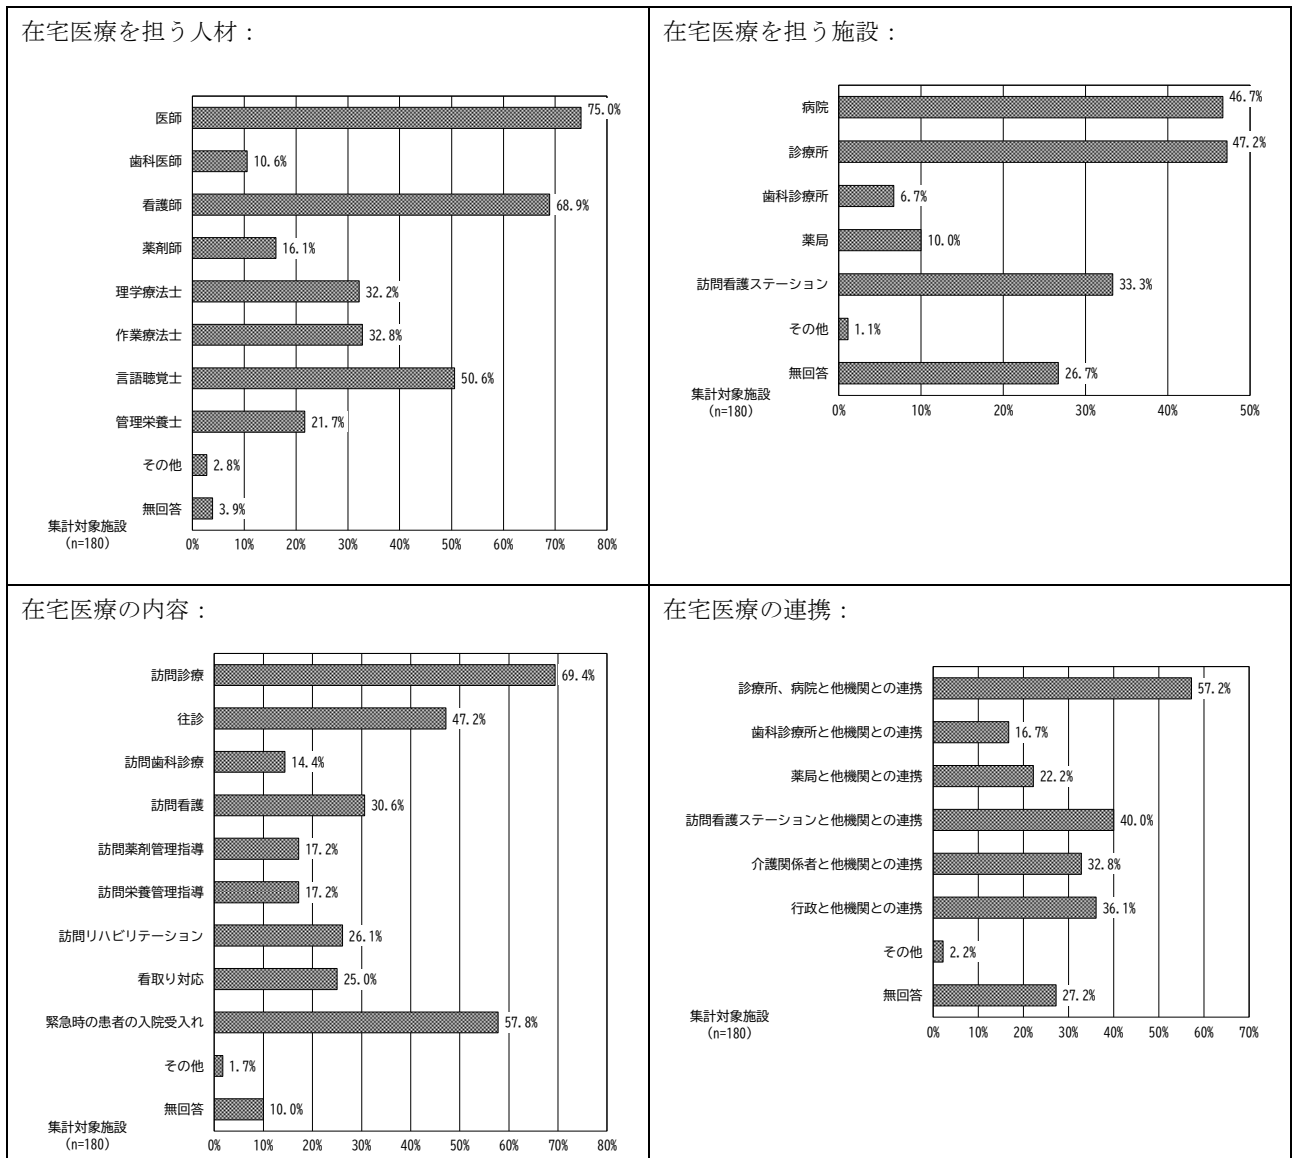 在宅医療を担う人材：
医師 75.0%
歯科医師 10.6%
看護師 68.9%
薬剤師 16.1%
理学療法士 32.2%
作業療法士 32.8%
言語聴覚士 50.6%
管理栄養士 21.7%
その他 2.8%
無回答 3.9%
集計対象施設
(n=180)
0% 10% 20% 30% 40% 50% 60% 70% 80%
在宅医療を担う施設：
病院 46.7%
診療所 47.2%
歯科診療所 6.7%
薬局 10.0%
訪問看護ステーション 33.3%
その他 1.1%
無回答 26.7%
集計対象施設
(n=180)
0% 10% 20% 30% 40% 50%
在宅医療の内容：
訪問診療 69.4%
往診 47.2%
訪問歯科診療 14.4%
訪問看護 30.6%
訪問薬剤管理指導 17.2%
訪問栄養管理指導 17.2%
訪問リハビリテーション 26.1%
看取り対応 25.0%
緊急時の患者の入院受入れ 57.8%
その他 1.7%
無回答 10.0%
集計対象施設
(n=180)
0% 10% 20% 30% 40% 50% 60% 70% 80%
在宅医療の連携：
診療所、病院と他機関との連携 57.2%
歯科診療所と他機関との連携 16.7%
薬局と他機関との連携 22.2%
訪問看護ステーションと他機関との連携 40.0%
介護関係者と他機関との連携 32.8%
行政と他機関との連携 36.1%
その他 2.2%
無回答 27.2%
集計対象施設
(n=180)
0% 10% 20% 30% 40% 50% 60% 70%